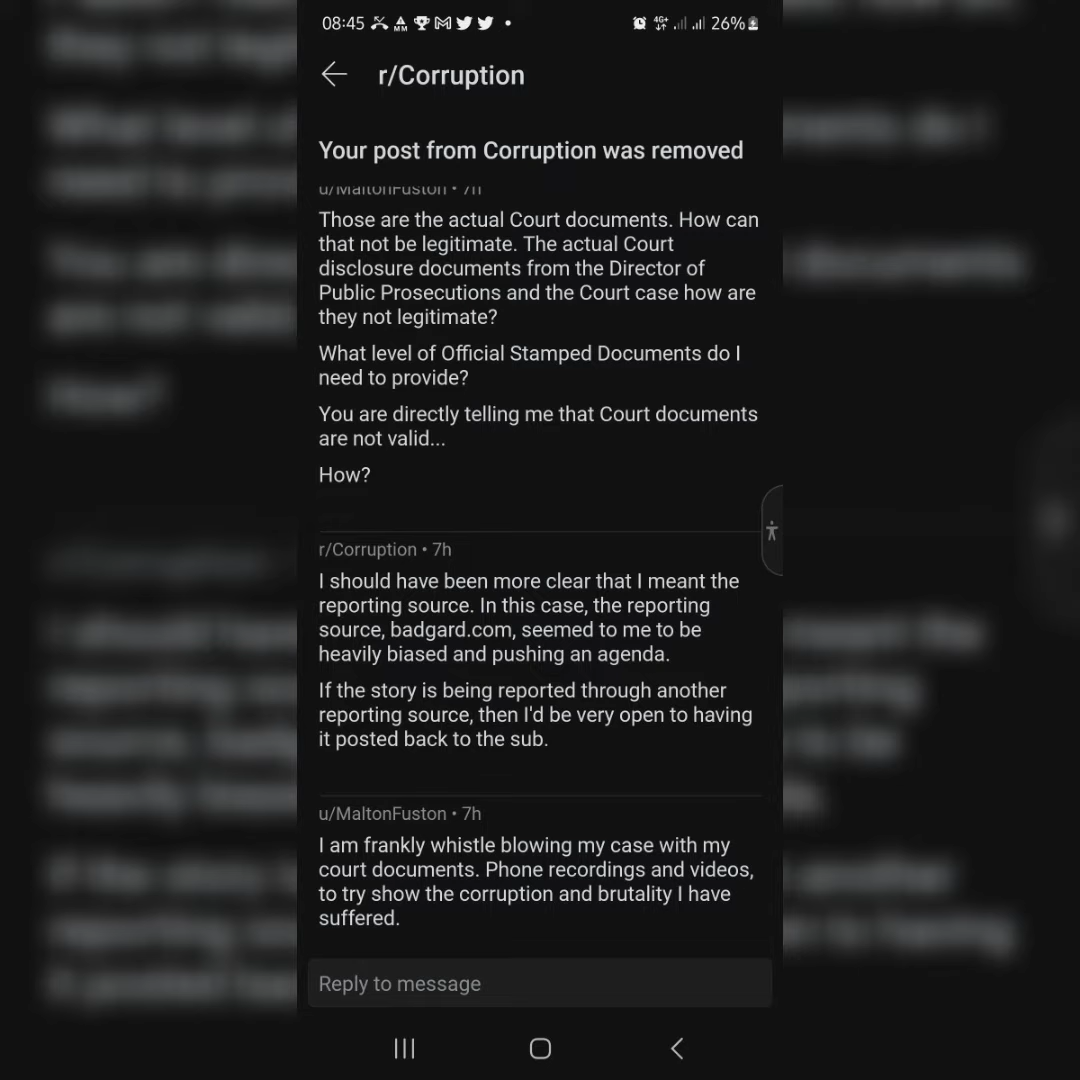 08:45
4G+
26%
r/Corruption
Your post from Corruption was removed
u/MaltonFuston • 7h
Those are the actual Court documents. How can
that not be legitimate. The actual Court
disclosure documents from the Director of
Public Prosecutions and the Court case how are
they not legitimate?
What level of Official Stamped Documents do I
need to provide?
You are directly telling me that Court documents
are not valid...
How?
r/Corruption • 7h
I should have been more clear that I meant the
reporting source. In this case, the reporting
source, badgard.com, seemed to me to be
heavily biased and pushing an agenda.
If the story is being reported through another
reporting source, then I'd be very open to having
it posted back to the sub.
u/MaltonFuston • 7h
I am frankly whistle blowing my case with my
court documents. Phone recordings and videos,
to try show the corruption and brutality I have
suffered.
Reply to message